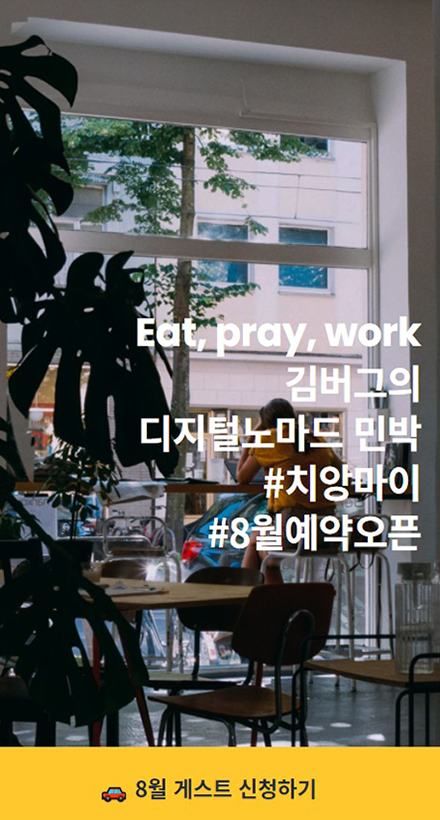 Eat, pray, work
김버그의
디지털노마드 민박
#치앙마이
#8월예약오픈
🚗 8월 게스트 신청하기